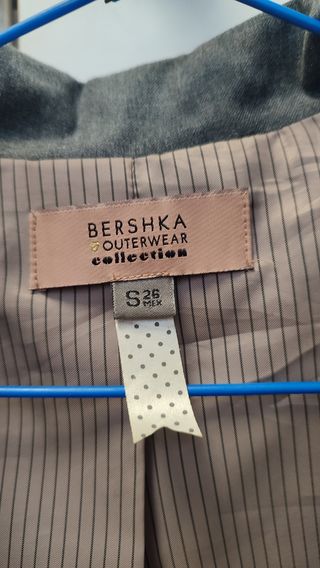 BERSHKA
OUTERWEAR
collection
S 26
MEX